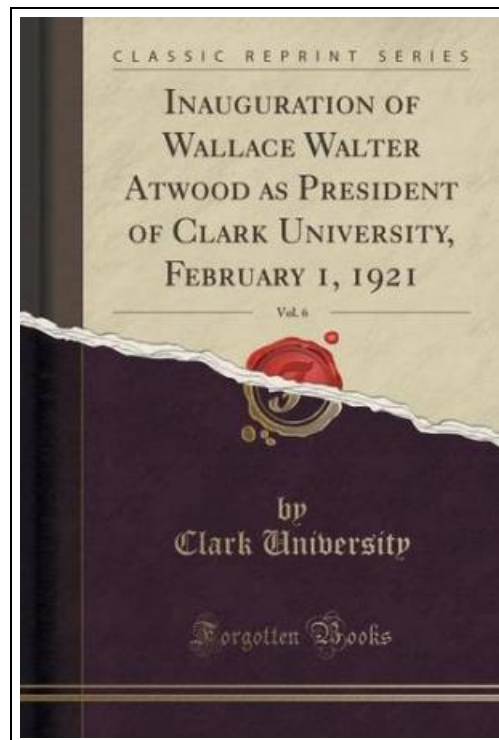 CLASSIC REPRINT SERIES
INAUGURATION OF
WALLACE WALTER
ATWOOD AS PRESIDENT
OF CLARK UNIVERSITY,
FEBRUARY 1, 1921
Vol. 6
by
Clark University
Forgotten Books